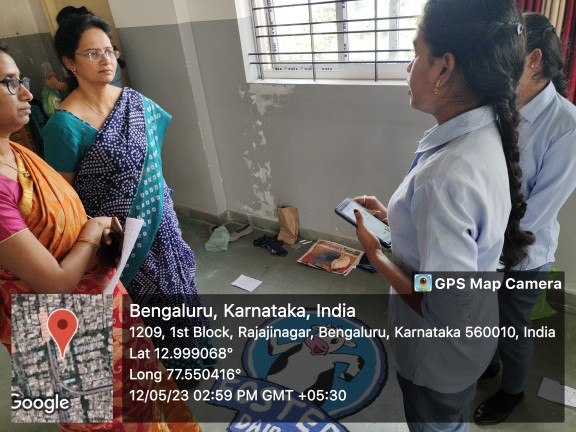 GPS Map Camera
Bengaluru, Karnataka, India
1209, 1st Block, Rajajinagar, Bengaluru, Karnataka 560010, India
Lat 12.999068°
Long 77.550416°
12/05/23 02:59 PM GMT +05:30
Google